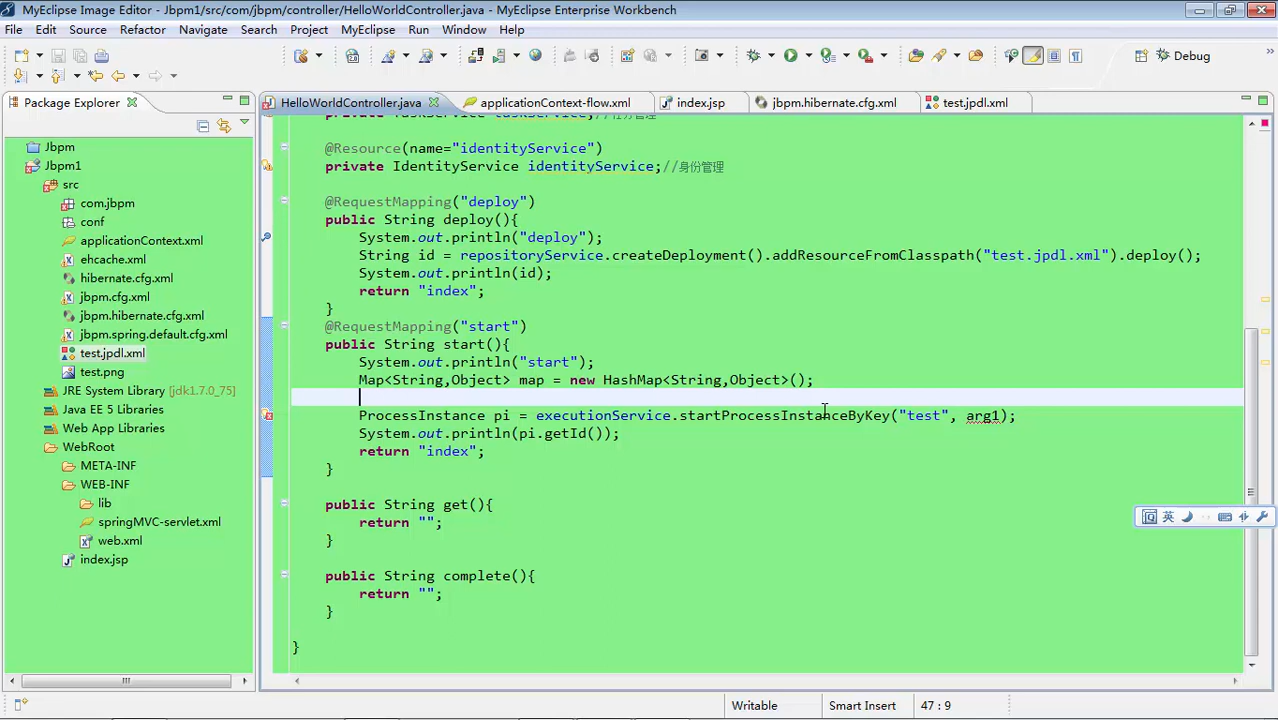 MyEclipse Image Editor - Jbpm1/src/com/jbpm/controller/HelloWorldController.java - MyEclipse Enterprise Workbench
File Edit Source Refactor Navigate Search Project MyEclipse Run Window Help
Debug
Package Explorer
HelloWorldController.java
applicationContext-flow.xml
index.jsp
jbpm.hibernate.cfg.xml
test.jpdl.xml
Jbpm
Jbpm1
src
com.jbpm
conf
applicationContext.xml
ehcache.xml
hibernate.cfg.xml
jbpm.cfg.xml
jbpm.hibernate.cfg.xml
jbpm.spring.default.cfg.xml
test.jpdl.xml
test.png
JRE System Library [jdk1.7.0_75]
Java EE 5 Libraries
Web App Libraries
WebRoot
META-INF
WEB-INF
lib
springMVC-servlet.xml
web.xml
index.jsp
private TaskService taskService;//任务管理
@Resource(name="identityService")
private IdentityService identityService;//身份管理
@RequestMapping("deploy")
public String deploy(){
System.out.println("deploy");
String id = repositoryService.createDeployment().addResourceFromClasspath("test.jpdl.xml").deploy();
System.out.println(id);
return "index";
}
@RequestMapping("start")
public String start(){
System.out.println("start");
Map<String,Object> map = new HashMap<String,Object>();
ProcessInstance pi = executionService.startProcessInstanceByKey("test", arg1);
System.out.println(pi.getId());
return "index";
}
public String get(){
return "";
}
public String complete(){
return "";
}
}
英
Writable
Smart Insert
47 : 9